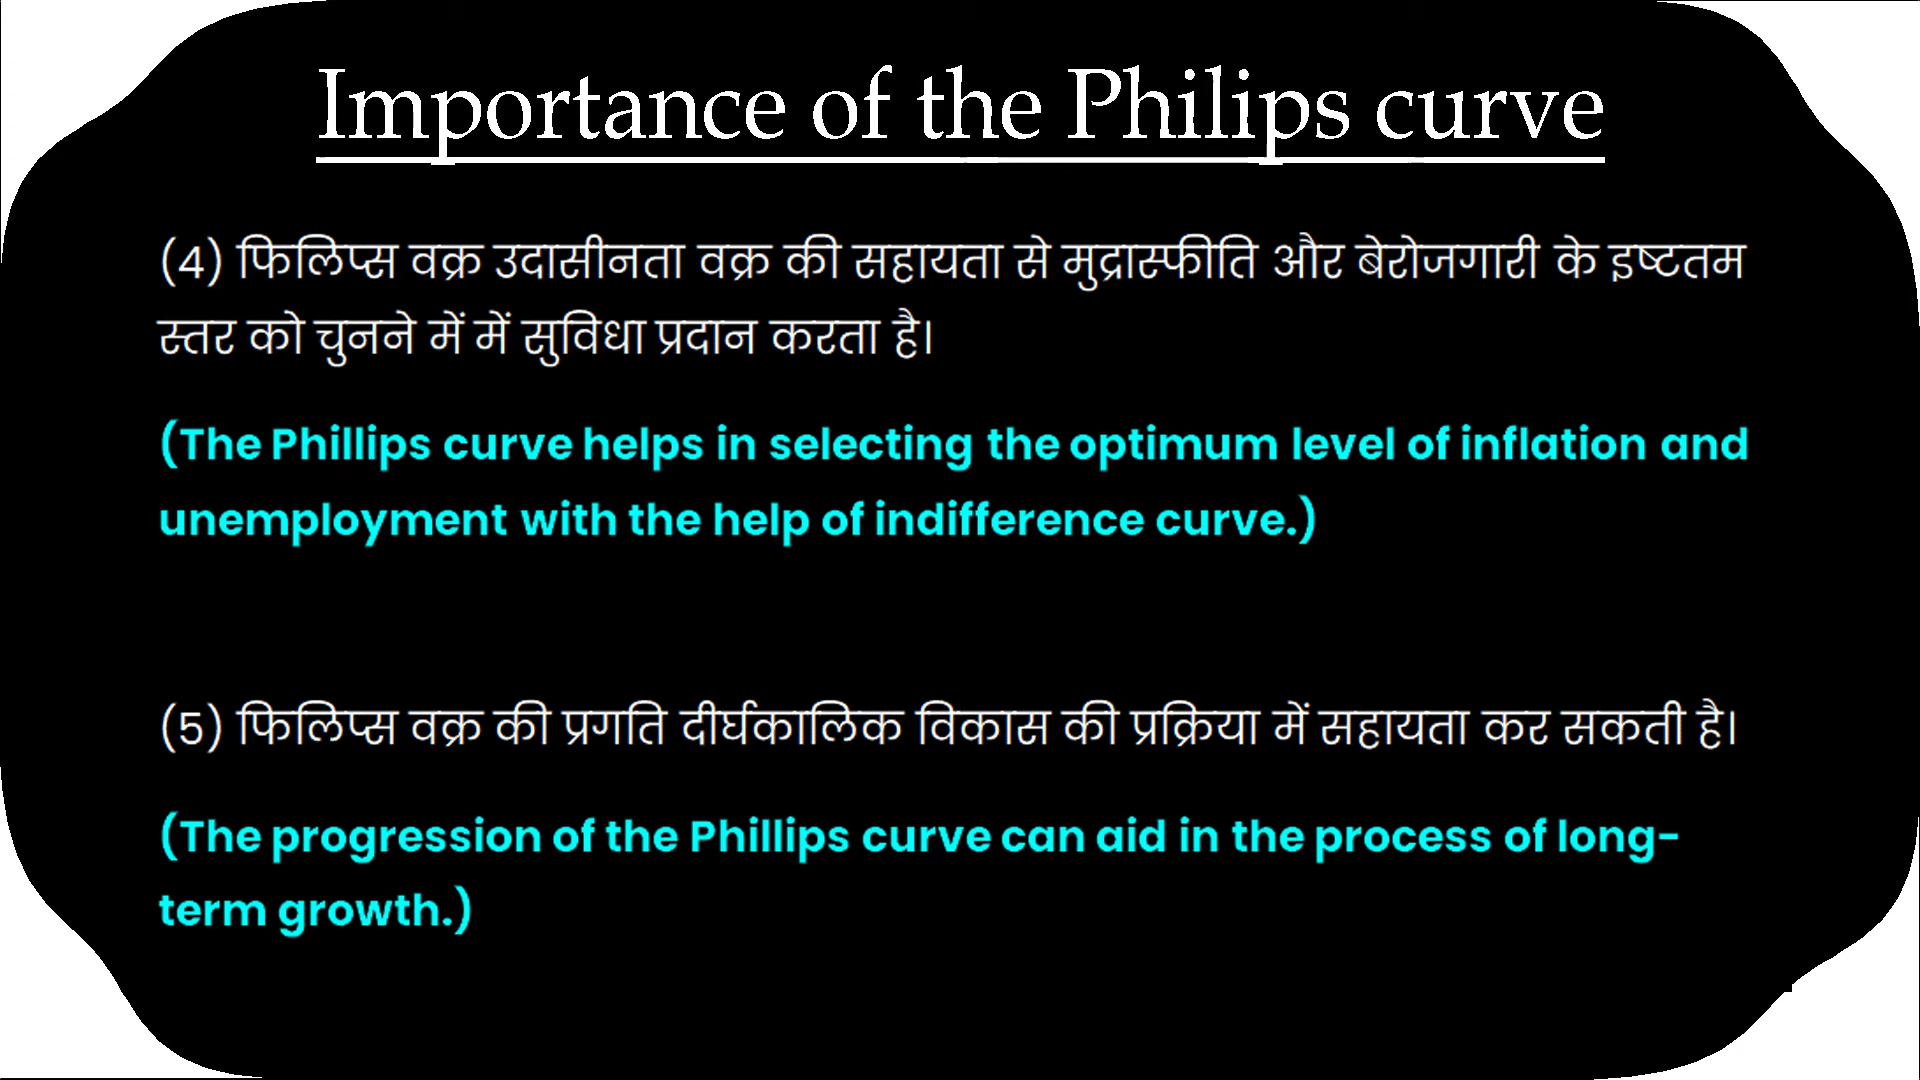 Importance of the Philips curve
(4) फिलिप्स वक्र उदासीनता वक्र की सहायता से मुद्रास्फीति और बेरोजगारी के इष्टतम
स्तर को चुनने में में सुविधा प्रदान करता है।
(The Phillips curve helps in selecting the optimum level of inflation and
unemployment with the help of indifference curve.)
(5) फिलिप्स वक्र की प्रगति दीर्घकालिक विकास की प्रक्रिया में सहायता कर सकती है।
(The progression of the Phillips curve can aid in the process of long-
term growth.)